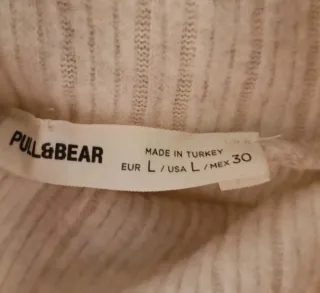 PULL&BEAR
MADE IN TURKEY
EUR L / USA L / MEX 30